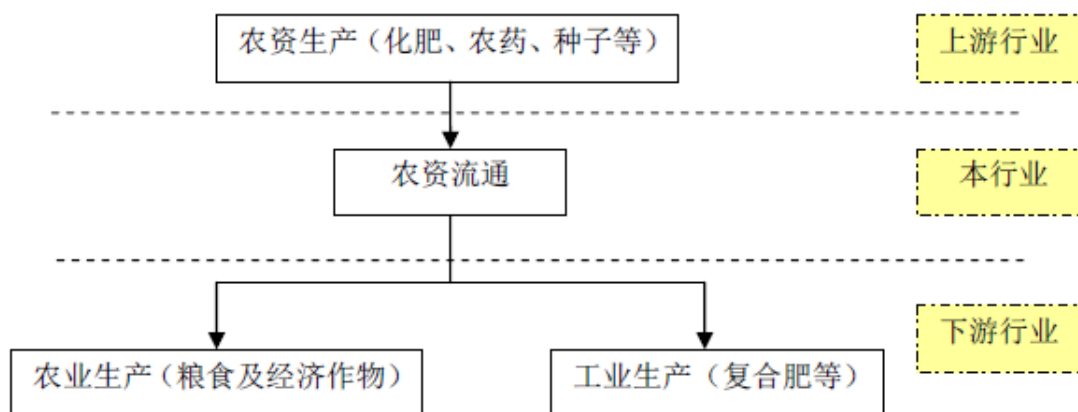 农资生产（化肥、农药、种子等）
上游行业
农资流通
本行业
下游行业
农业生产（粮食及经济作物）
工业生产（复合肥等）